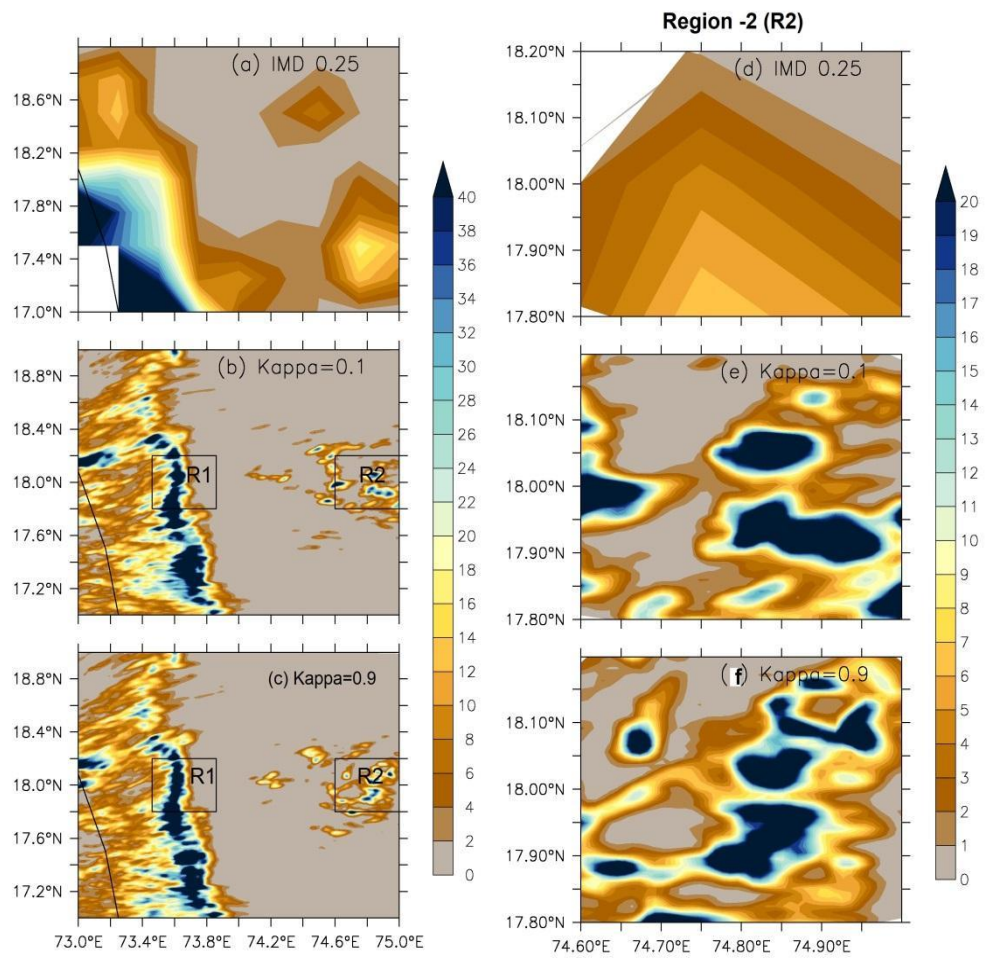 Region -2 (R2)
(a) IMD 0.25
18.6°N
18.2°N
17.8°N
17.4°N
17.0°N
(b) Kappa=0.1
18.8°N
18.4°N
18.0°N
17.6°N
17.2°N
R1
R2
(c) Kappa=0.9
18.8°N
18.4°N
18.0°N
17.6°N
17.2°N
R1
R2
73.0°E 73.4°E 73.8°E 74.2°E 74.6°E 75.0°E
40
38
36
34
32
30
28
26
24
22
20
18
16
14
12
10
8
6
4
2
0
(d) IMD 0.25
18.20°N
18.10°N
18.00°N
17.90°N
17.80°N
(e) Kappa=0.1
18.10°N
18.00°N
17.90°N
17.80°N
(f) Kappa=0.9
18.10°N
18.00°N
17.90°N
17.80°N
74.60°E 74.70°E 74.80°E 74.90°E
20
19
18
17
16
15
14
13
12
11
10
9
8
7
6
5
4
3
2
1
0